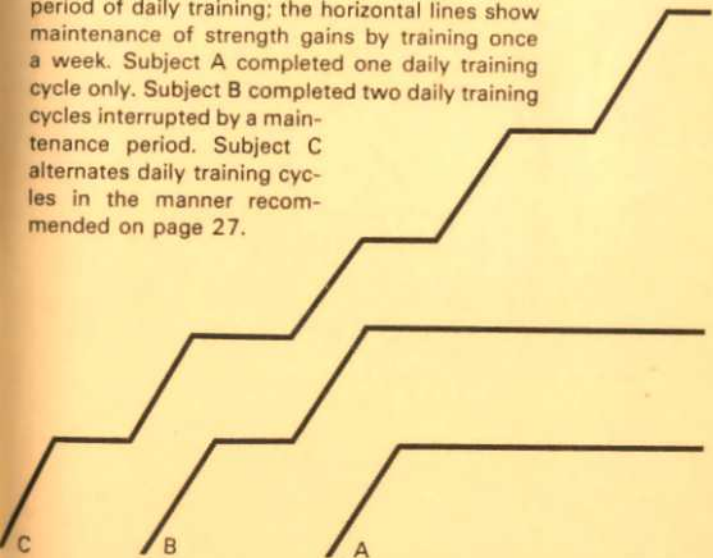 period of daily training; the horizontal lines show
maintenance of strength gains by training once
a week. Subject A completed one daily training
cycle only. Subject B completed two daily training
cycles interrupted by a main-
tenance period. Subject C
alternates daily training cyc-
les in the manner recom-
mended on page 27.
C
B
A